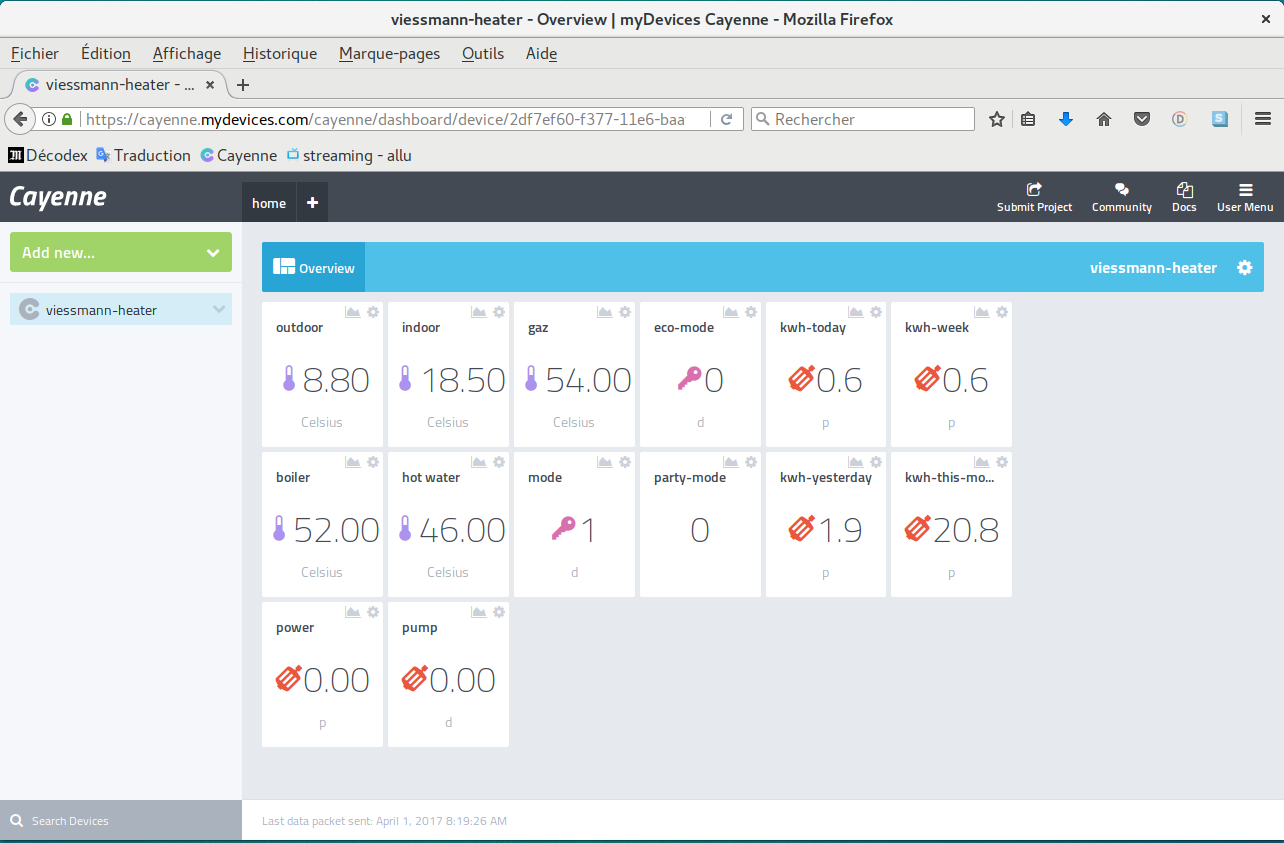 viessmann-heater - Overview | myDevices Cayenne - Mozilla Firefox
Fichier Édition Affichage Historique Marque-pages Outils Aide
viessmann-heater - ...
https://cayenne.mydevices.com/cayenne/dashboard/device/2df7ef60-f377-11e6-baa
Rechercher
Décodex Traduction Cayenne streaming - allu
Cayenne
home
Submit Project Community Docs User Menu
Add new...
viessmann-heater
Overview
viessmann-heater
outdoor
8.80
Celsius
indoor
18.50
Celsius
gaz
54.00
Celsius
eco-mode
0
d
kwh-today
0.6
p
kwh-week
0.6
p
boiler
52.00
Celsius
hot water
46.00
Celsius
mode
1
d
party-mode
0
kwh-yesterday
1.9
p
kwh-this-mo...
20.8
p
power
0.00
p
pump
0.00
d
Search Devices
Last data packet sent: April 1, 2017 8:19:26 AM